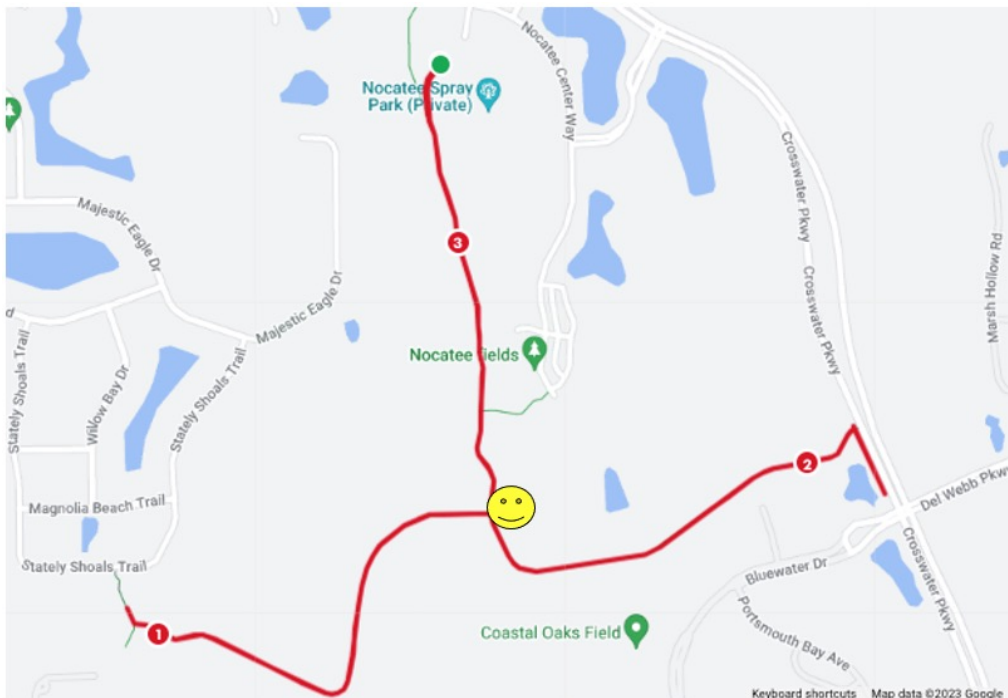 Nocatee Center Way
Nocatee Spray
Park (Private)
Crosswater Pkwy
Marsh Hollow Rd
Majestic Eagle Dr
3
Crosswater Pkwy
d
Majestic Eagle Dr
Stately Shoals Trail
Willow Bay Dr
Stately Shoals Trail
Nocatee Fields
Crosswater Pkwy
2
Del Webb Pkwy
Magnolia Beach Trail
Stately Shoals Trail
Bluewater Dr
Crosswater Pkwy
1
Coastal Oaks Field
Portsmouth Bay Ave
Keyboard shortcuts Map data ©2023 Google